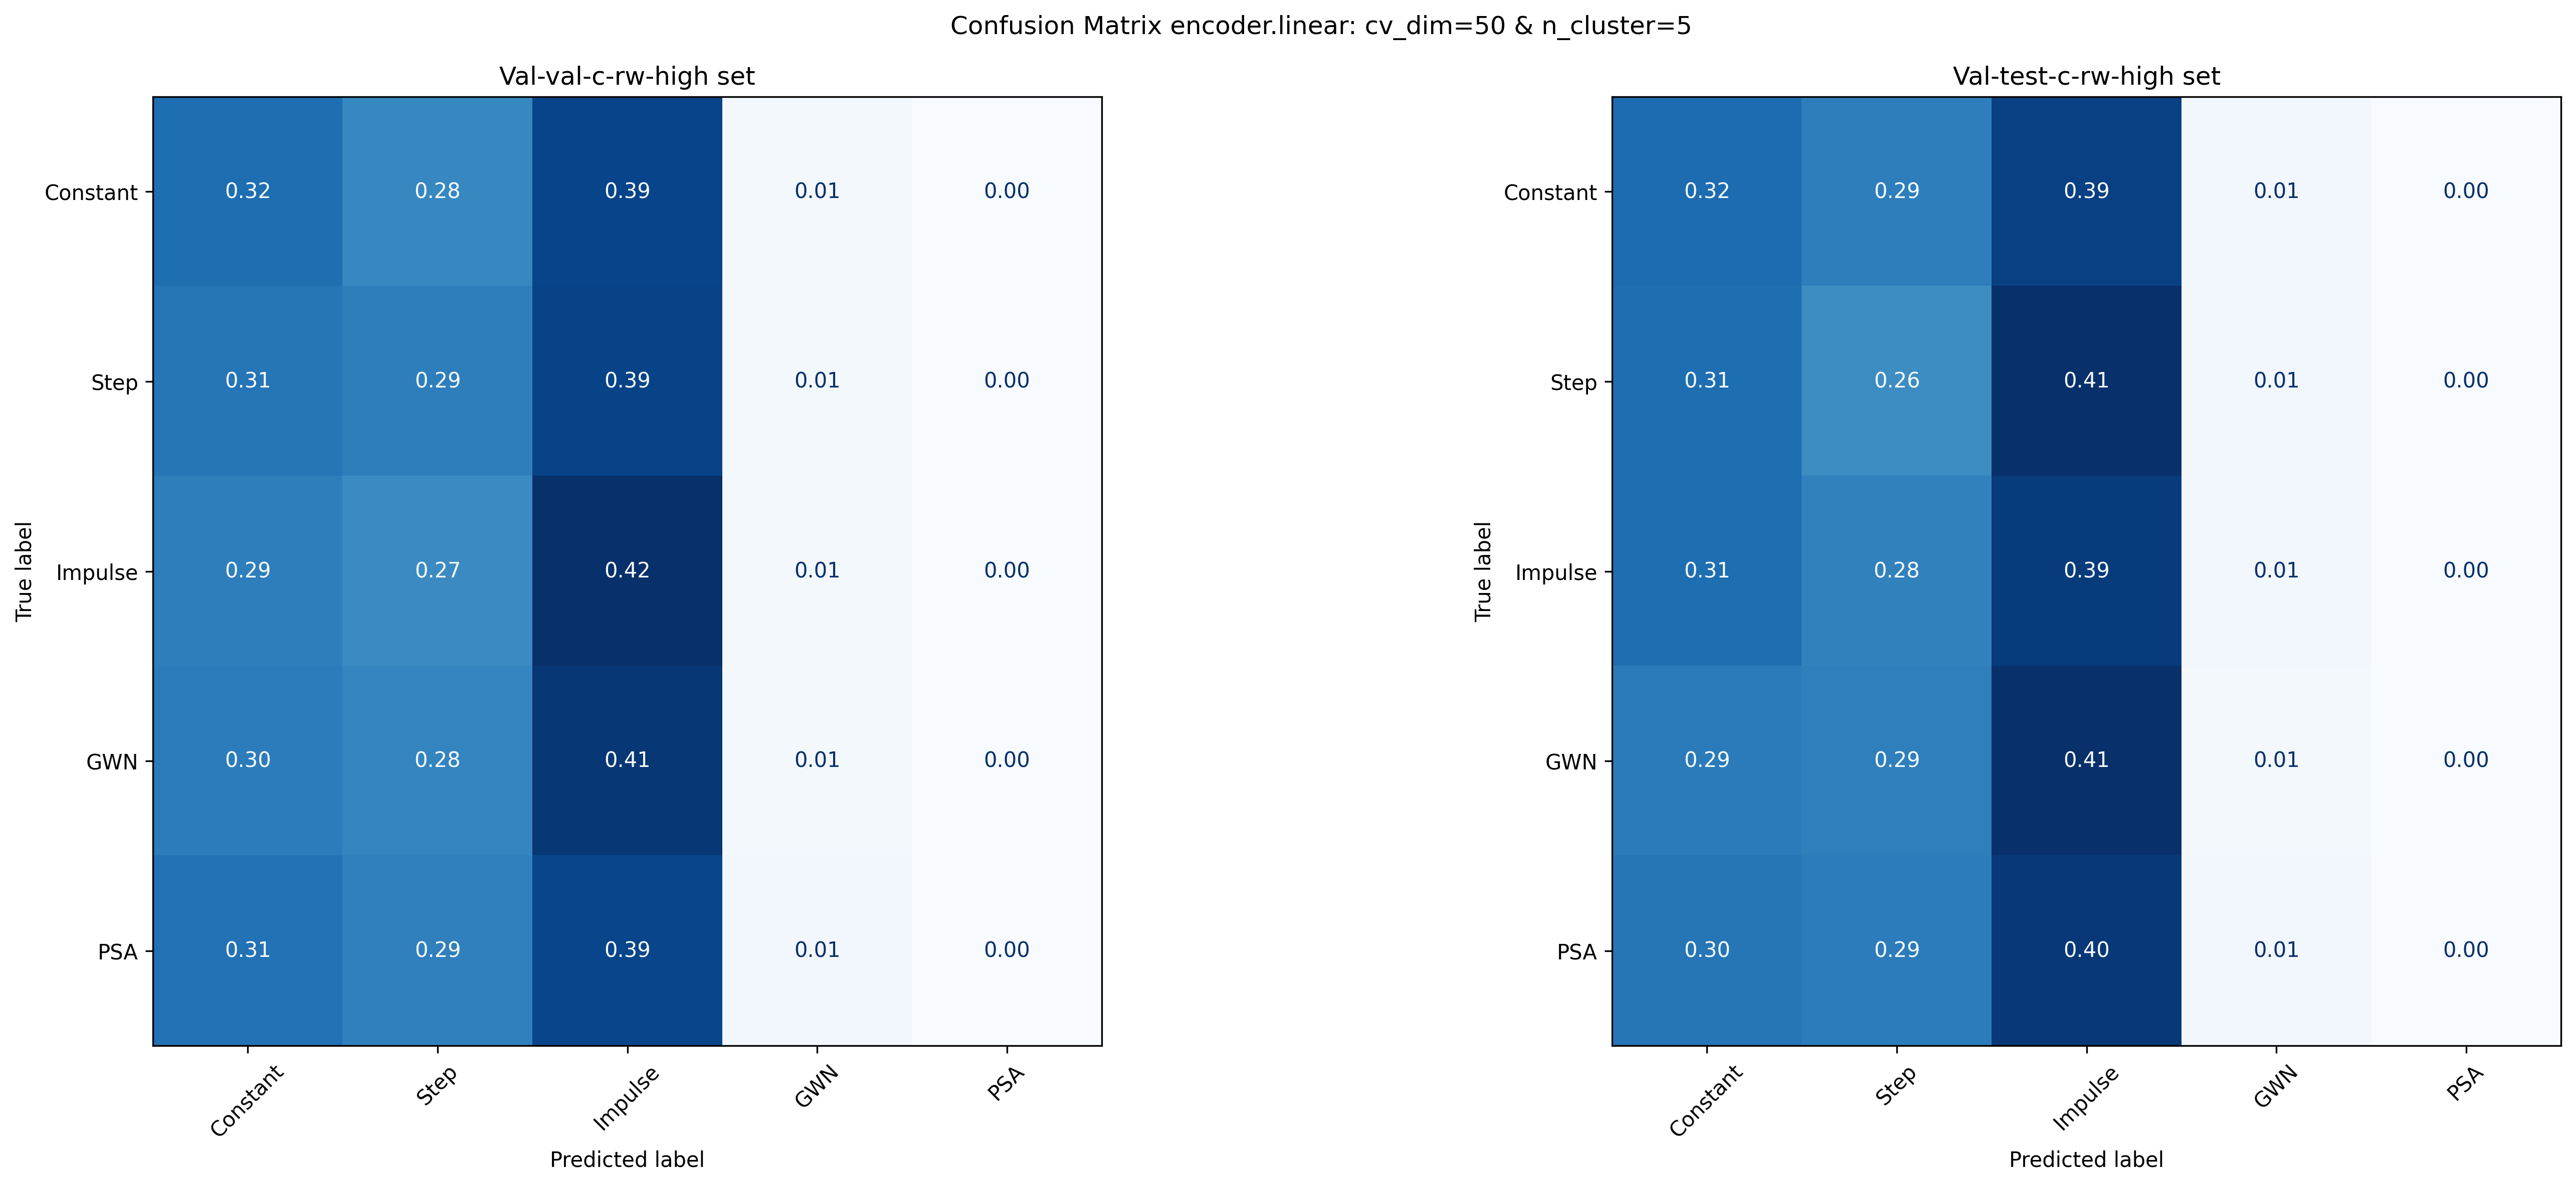 Confusion Matrix encoder.linear: cv_dim=50 & n_cluster=5
Val-val-c-rw-high set
True label
Constant 0.32 0.28 0.39 0.01 0.00
Step 0.31 0.29 0.39 0.01 0.00
Impulse 0.29 0.27 0.42 0.01 0.00
GWN 0.30 0.28 0.41 0.01 0.00
PSA 0.31 0.29 0.39 0.01 0.00
Constant Step Impulse GWN PSA
Predicted label
Val-test-c-rw-high set
True label
Constant 0.32 0.29 0.39 0.01 0.00
Step 0.31 0.26 0.41 0.01 0.00
Impulse 0.31 0.28 0.39 0.01 0.00
GWN 0.29 0.29 0.41 0.01 0.00
PSA 0.30 0.29 0.40 0.01 0.00
Constant Step Impulse GWN PSA
Predicted label